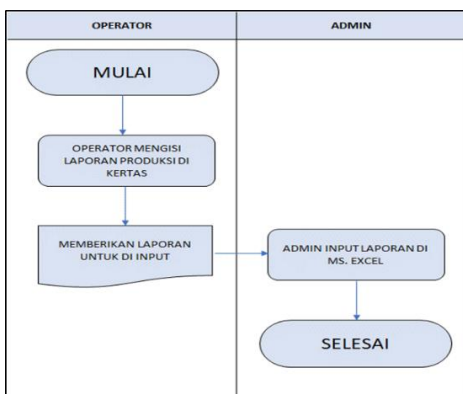 OPERATOR
ADMIN
MULAI
OPERATOR MENGISI
LAPORAN PRODUKSI DI
KERTAS
MEMBERIKAN LAPORAN
UNTUK DI INPUT
ADMIN INPUT LAPORAN DI
MS. EXCEL
SELESAI